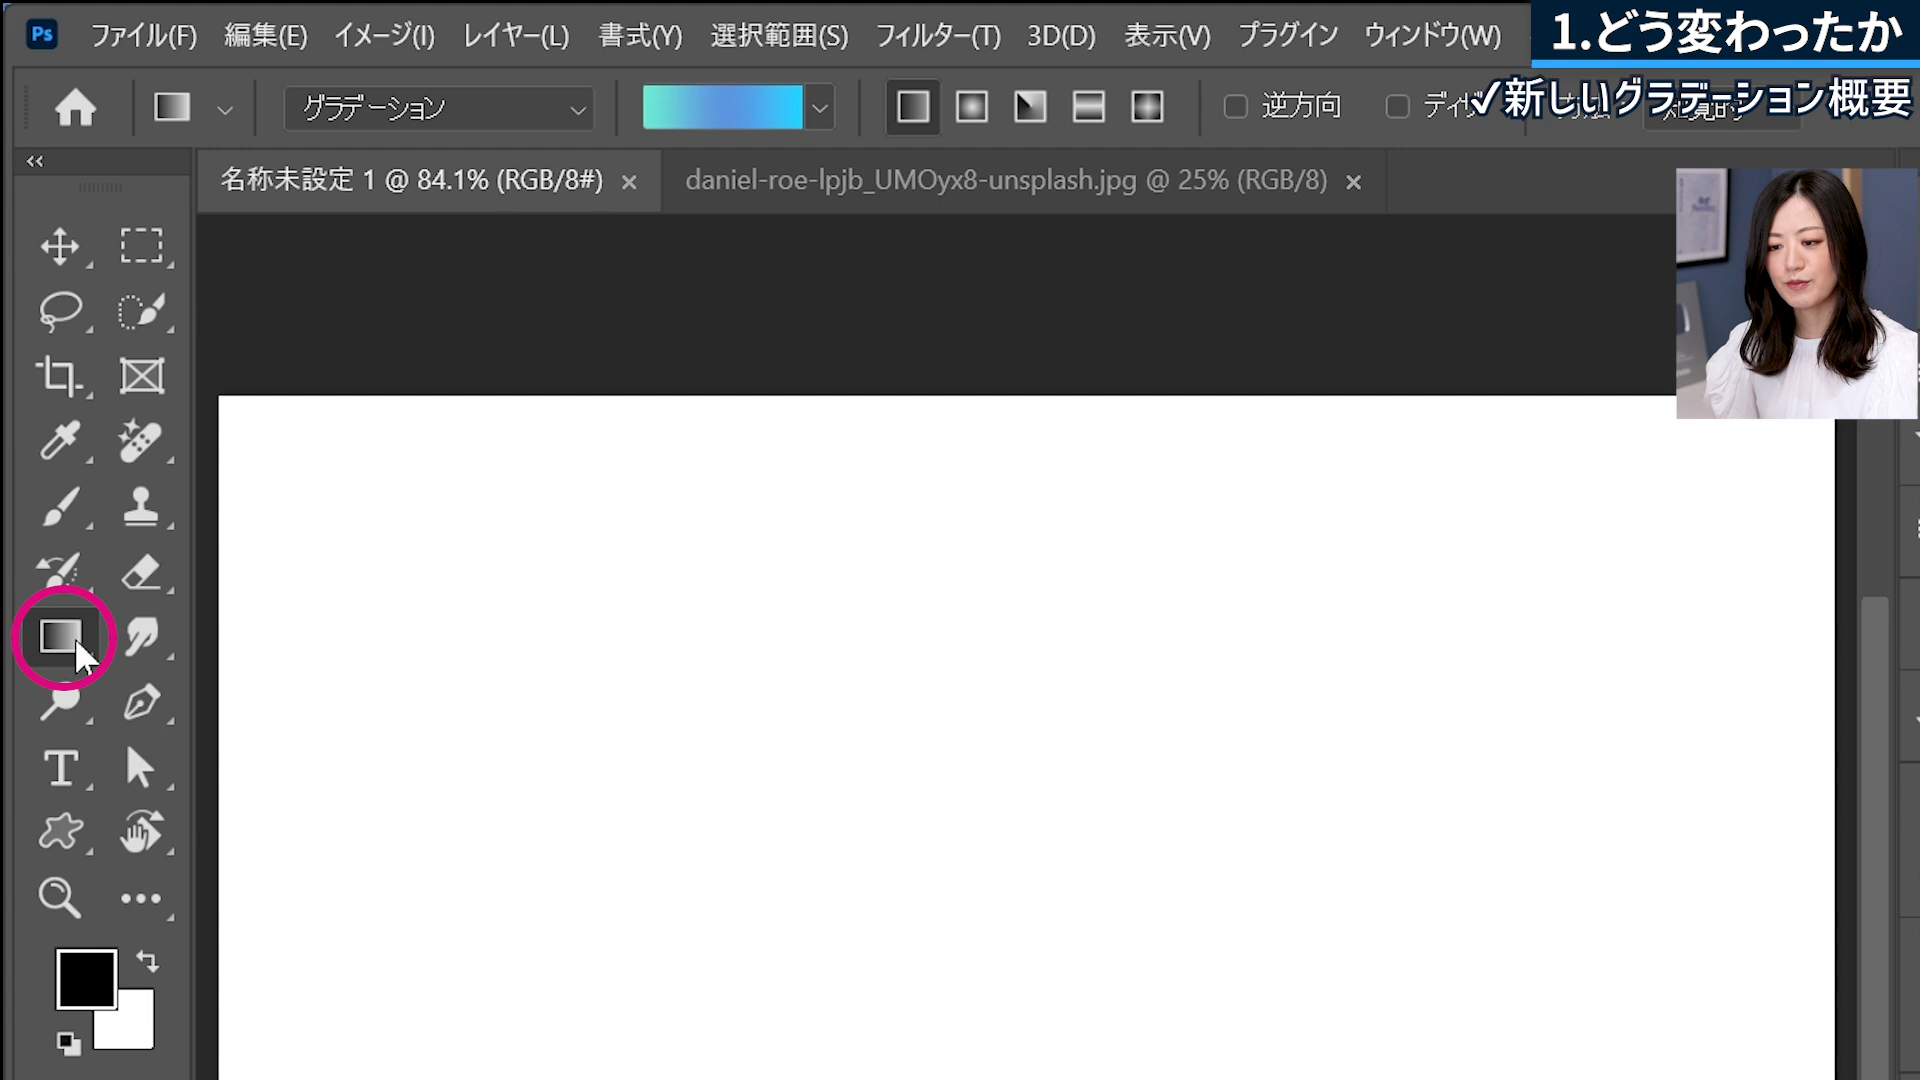 Ps ファイル(F) 編集(E) イメージ(I) レイヤー(L) 書式(Y) 選択範囲(S) フィルター(T) 3D(D) 表示(V) プラグイン ウィンドウ(W)
1.どう変わったか
グラデーション 逆方向
✓新しいグラデーション概要
名称未設定 1 @ 84.1% (RGB/8#) × daniel-roe-lpjb_UMOyx8-unsplash.jpg @ 25% (RGB/8) ×
T